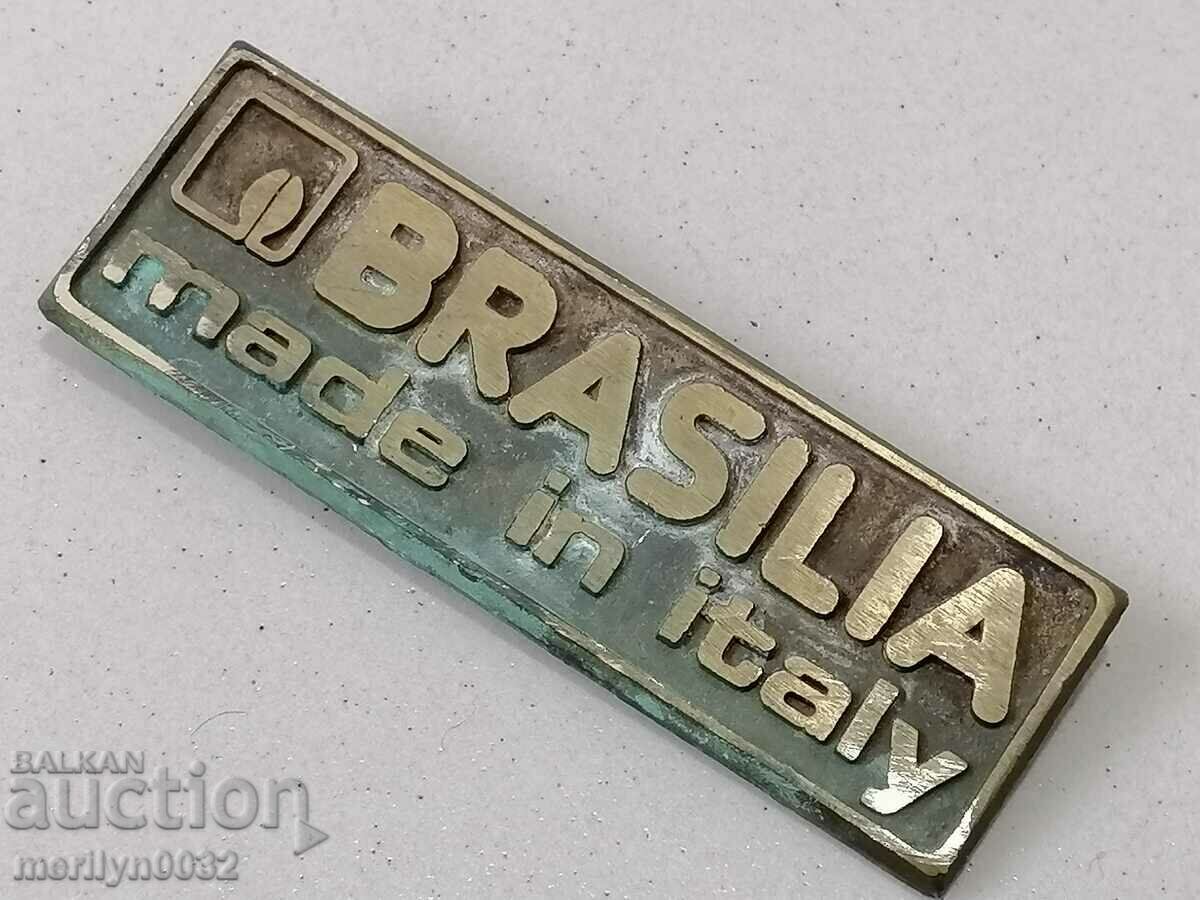 BRASILIA
made in italy
BALKAN
auction
merilyn0032